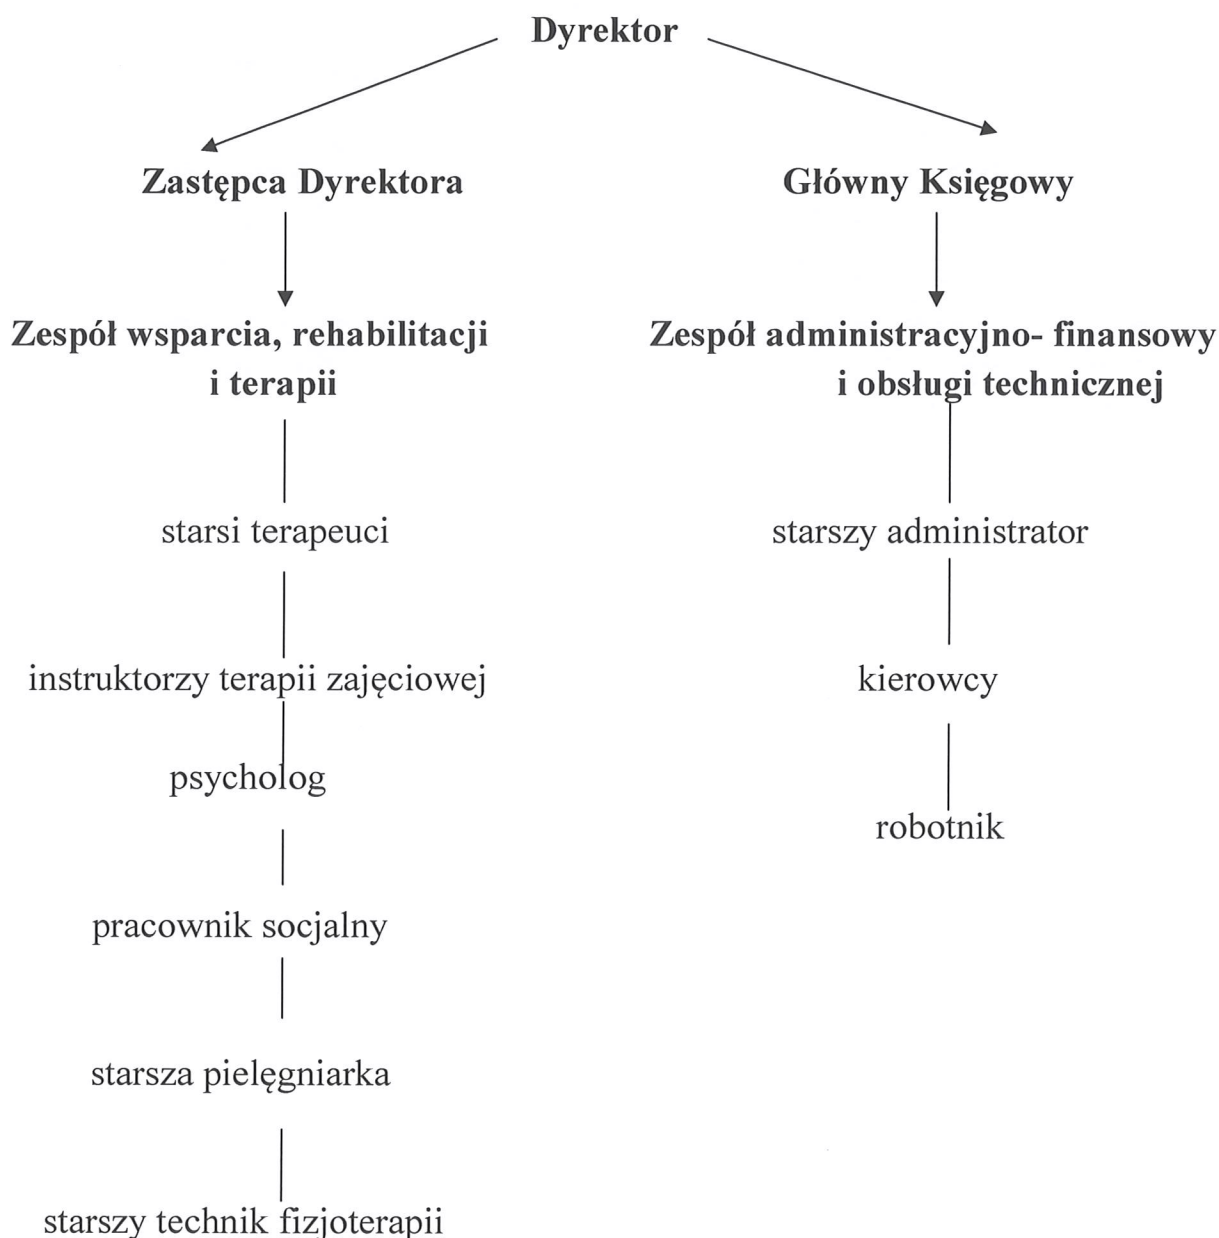 Dyrektor
Zastępca Dyrektora
Główny Księgowy
Zespół wsparcia, rehabilitacji
i terapii
Zespół administracyjno- finansowy
i obsługi technicznej
starsi terapeuci
starszy administrator
instruktorzy terapii zajęciowej
kierowcy
psycholog
robotnik
pracownik socjalny
starsza pielęgniarka
starszy technik fizjoterapii